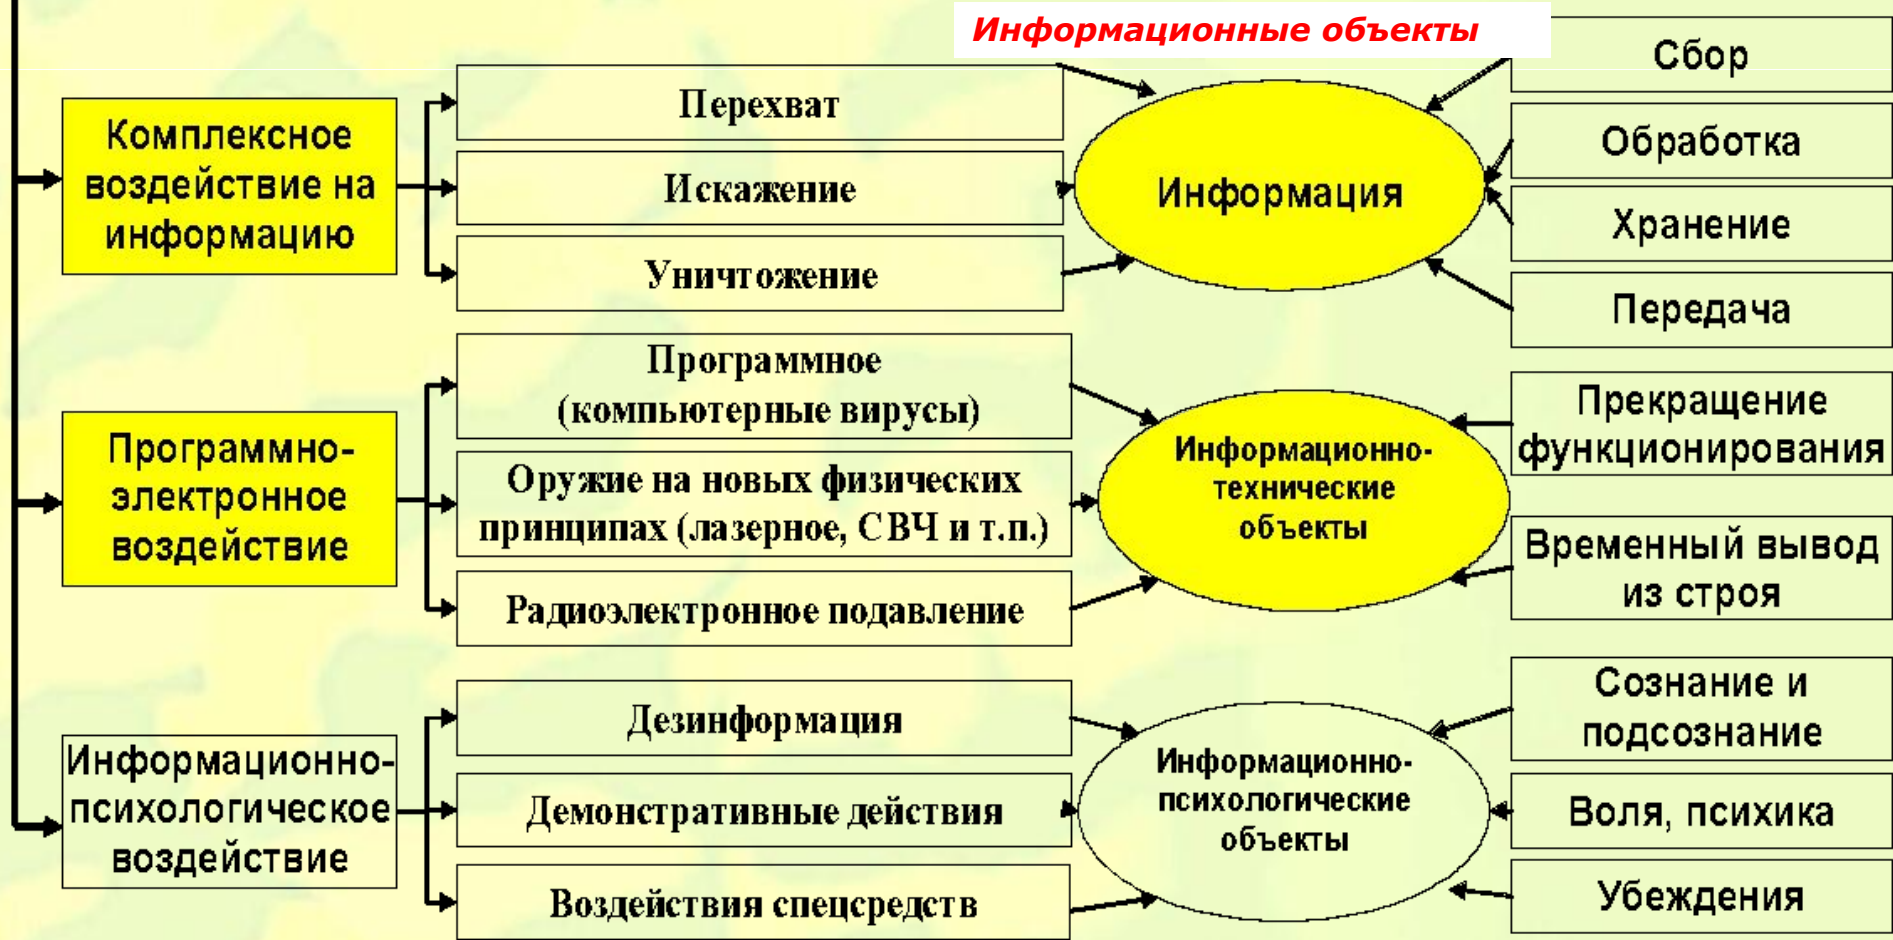 Информационные объекты
Комплексное
воздействие на
информацию
Перехват
Искажение
Уничтожение
Информация
Сбор
Обработка
Хранение
Передача
Программно-
электронное
воздействие
Программное
(компьютерные вирусы)
Оружие на новых физических
принципах (лазерное, СВЧ и т.п.)
Радиоэлектронное подавление
Информационно-
технические
объекты
Прекращение
функционирования
Временный вывод
из строя
Информационно-
психологическое
воздействие
Дезинформация
Демонстративные действия
Воздействия спецсредств
Информационно-
психологические
объекты
Сознание и
подсознание
Воля, психика
Убеждения